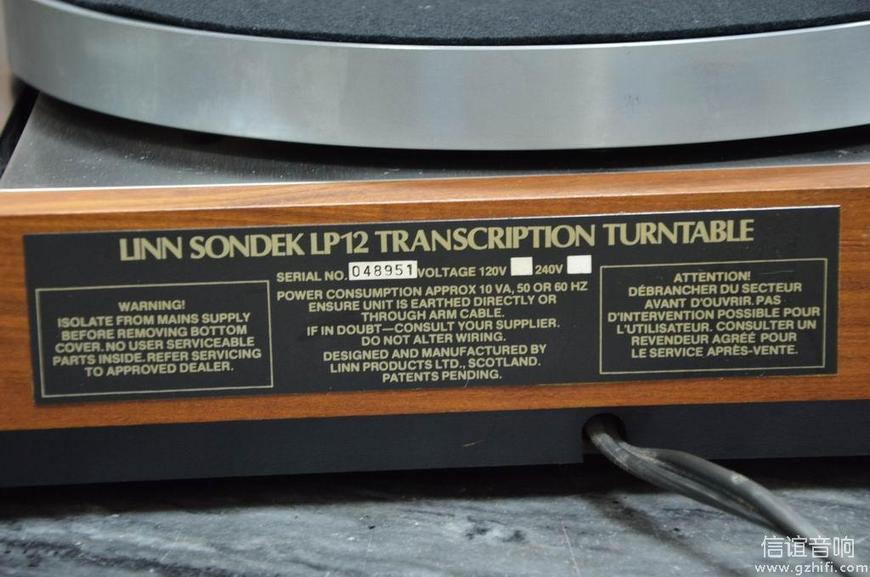 LINN SONDEK LP12 TRANSCRIPTION TURNTABLE
SERIAL NO. 048951 VOLTAGE 120V 240V
WARNING!
ISOLATE FROM MAINS SUPPLY
BEFORE REMOVING BOTTOM
COVER. NO USER SERVICEABLE
PARTS INSIDE. REFER SERVICING
TO APPROVED DEALER.
POWER CONSUMPTION APPROX 10 VA, 50 OR 60 HZ
ENSURE UNIT IS EARTHED DIRECTLY OR
THROUGH ARM CABLE.
IF IN DOUBT—CONSULT YOUR SUPPLIER.
DO NOT ALTER WIRING.
DESIGNED AND MANUFACTURED BY
LINN PRODUCTS LTD., SCOTLAND.
PATENTS PENDING.
ATTENTION!
DÉBRANCHER DU SECTEUR
AVANT D'OUVRIR. PAS
D'INTERVENTION POSSIBLE POUR
L'UTILISATEUR. CONSULTER UN
REVENDEUR AGRÉÉ POUR
LE SERVICE APRÈS-VENTE.
信谊音响
www.gzhifi.com